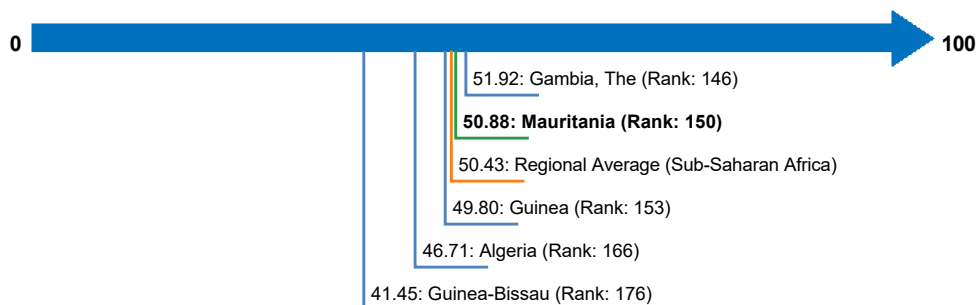 0
100
51.92: Gambia, The (Rank: 146)
50.88: Mauritania (Rank: 150)
50.43: Regional Average (Sub-Saharan Africa)
49.80: Guinea (Rank: 153)
46.71: Algeria (Rank: 166)
41.45: Guinea-Bissau (Rank: 176)